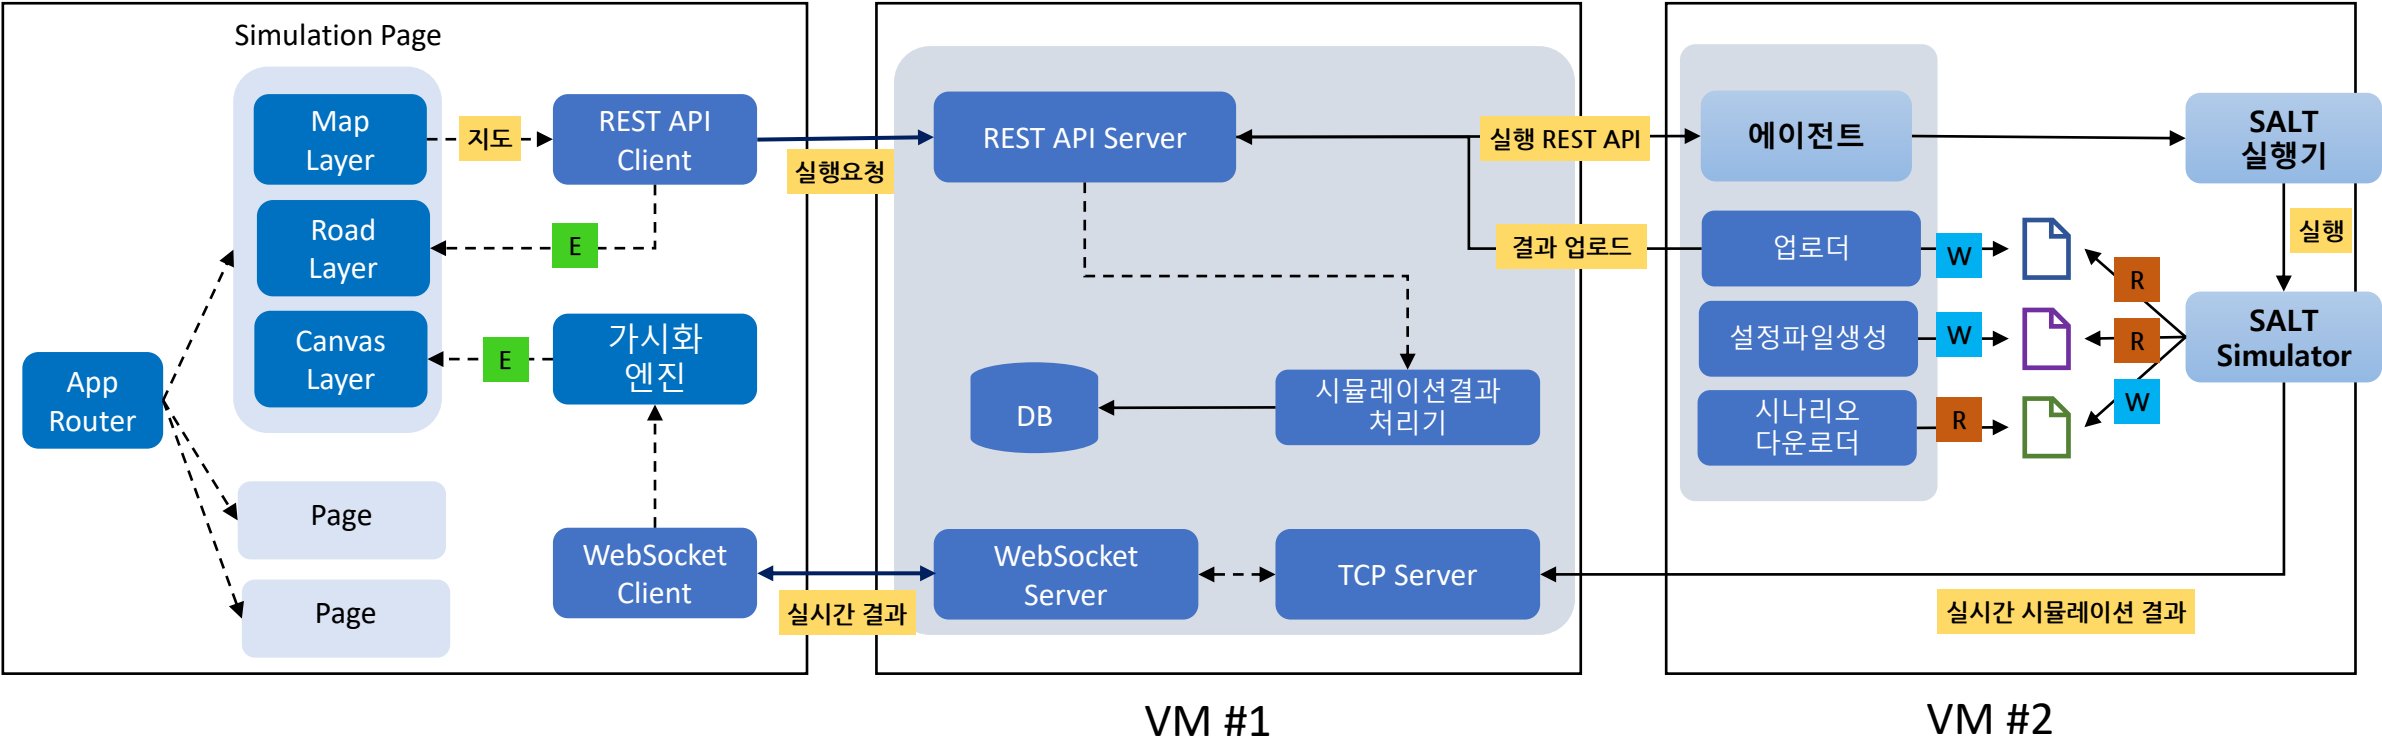 Simulation Page
Map
Layer
지도
REST API
Client
Road
Layer
E
Canvas
Layer
E
가시화
엔진
App
Router
Page
Page
WebSocket
Client
실행요청
실시간 결과
REST API Server
DB
시뮬레이션결과
처리기
WebSocket
Server
TCP Server
실행 REST API
결과 업로드
에이전트
SALT
실행기
업로더
W
R
실행
설정파일생성
W
R
SALT
Simulator
시나리오
다운로더
R
W
실시간 시뮬레이션 결과
VM #1
VM #2